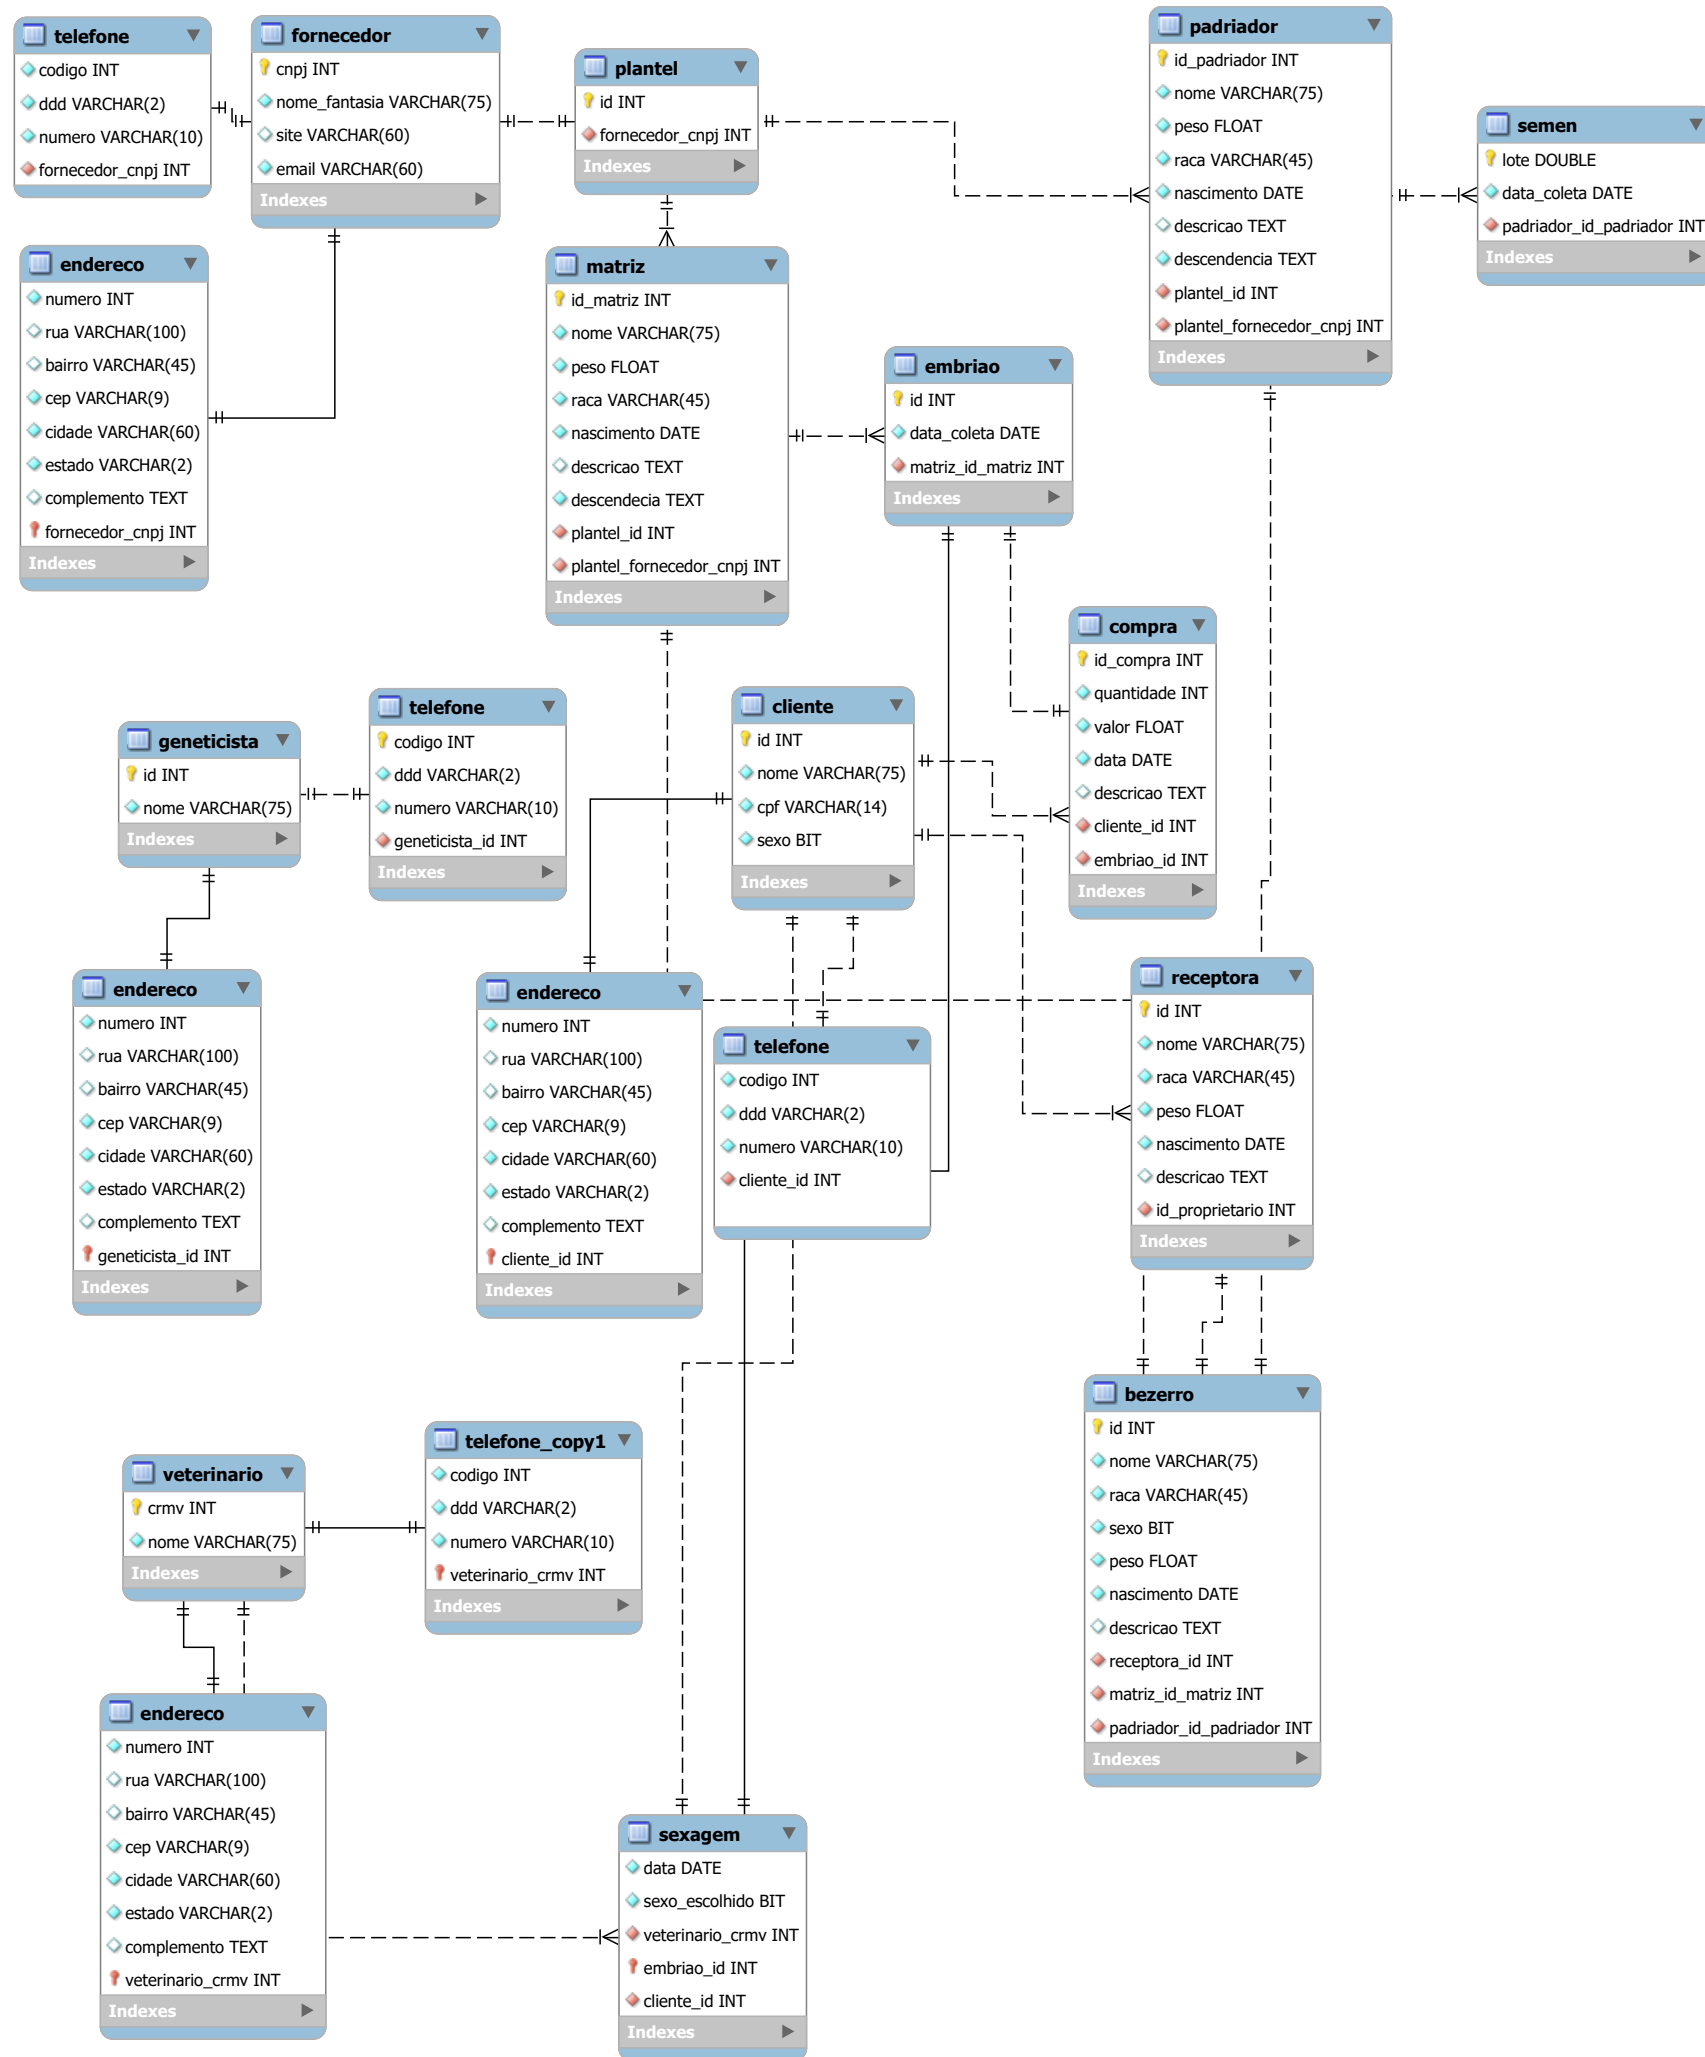 telefone
codigo INT
ddd VARCHAR(2)
numero VARCHAR(10)
fornecedor_cnpj INT
fornecedor
cnpj INT
nome_fantasia VARCHAR(75)
site VARCHAR(60)
email VARCHAR(60)
Indexes
plantel
id INT
fornecedor_cnpj INT
Indexes
padriador
id_padriador INT
nome VARCHAR(75)
peso FLOAT
raca VARCHAR(45)
nascimento DATE
descricao TEXT
descendencia TEXT
plantel_id INT
plantel_fornecedor_cnpj INT
Indexes
semen
lote DOUBLE
data_coleta DATE
padriador_id_padriador INT
Indexes
endereco
numero INT
rua VARCHAR(100)
bairro VARCHAR(45)
cep VARCHAR(9)
cidade VARCHAR(60)
estado VARCHAR(2)
complemento TEXT
fornecedor_cnpj INT
Indexes
matriz
id_matriz INT
nome VARCHAR(75)
peso FLOAT
raca VARCHAR(45)
nascimento DATE
descricao TEXT
descendecia TEXT
plantel_id INT
plantel_fornecedor_cnpj INT
Indexes
embriao
id INT
data_coleta DATE
matriz_id_matriz INT
Indexes
compra
id_compra INT
quantidade INT
valor FLOAT
data DATE
descricao TEXT
cliente_id INT
embriao_id INT
Indexes
geneticista
id INT
nome VARCHAR(75)
Indexes
telefone
codigo INT
ddd VARCHAR(2)
numero VARCHAR(10)
geneticista_id INT
Indexes
cliente
id INT
nome VARCHAR(75)
cpf VARCHAR(14)
sexo BIT
Indexes
endereco
numero INT
rua VARCHAR(100)
bairro VARCHAR(45)
cep VARCHAR(9)
cidade VARCHAR(60)
estado VARCHAR(2)
complemento TEXT
geneticista_id INT
Indexes
endereco
numero INT
rua VARCHAR(100)
bairro VARCHAR(45)
cep VARCHAR(9)
cidade VARCHAR(60)
estado VARCHAR(2)
complemento TEXT
cliente_id INT
Indexes
telefone
codigo INT
ddd VARCHAR(2)
numero VARCHAR(10)
cliente_id INT
receptora
id INT
nome VARCHAR(75)
raca VARCHAR(45)
peso FLOAT
nascimento DATE
descricao TEXT
id_proprietario INT
Indexes
bezerro
id INT
nome VARCHAR(75)
raca VARCHAR(45)
sexo BIT
peso FLOAT
nascimento DATE
descricao TEXT
receptora_id INT
matriz_id_matriz INT
padriador_id_padriador INT
Indexes
veterinario
crmv INT
nome VARCHAR(75)
Indexes
telefone_copy1
codigo INT
ddd VARCHAR(2)
numero VARCHAR(10)
veterinario_crmv INT
Indexes
endereco
numero INT
rua VARCHAR(100)
bairro VARCHAR(45)
cep VARCHAR(9)
cidade VARCHAR(60)
estado VARCHAR(2)
complemento TEXT
veterinario_crmv INT
Indexes
sexagem
data DATE
sexo_escolhido BIT
veterinario_crmv INT
embriao_id INT
cliente_id INT
Indexes